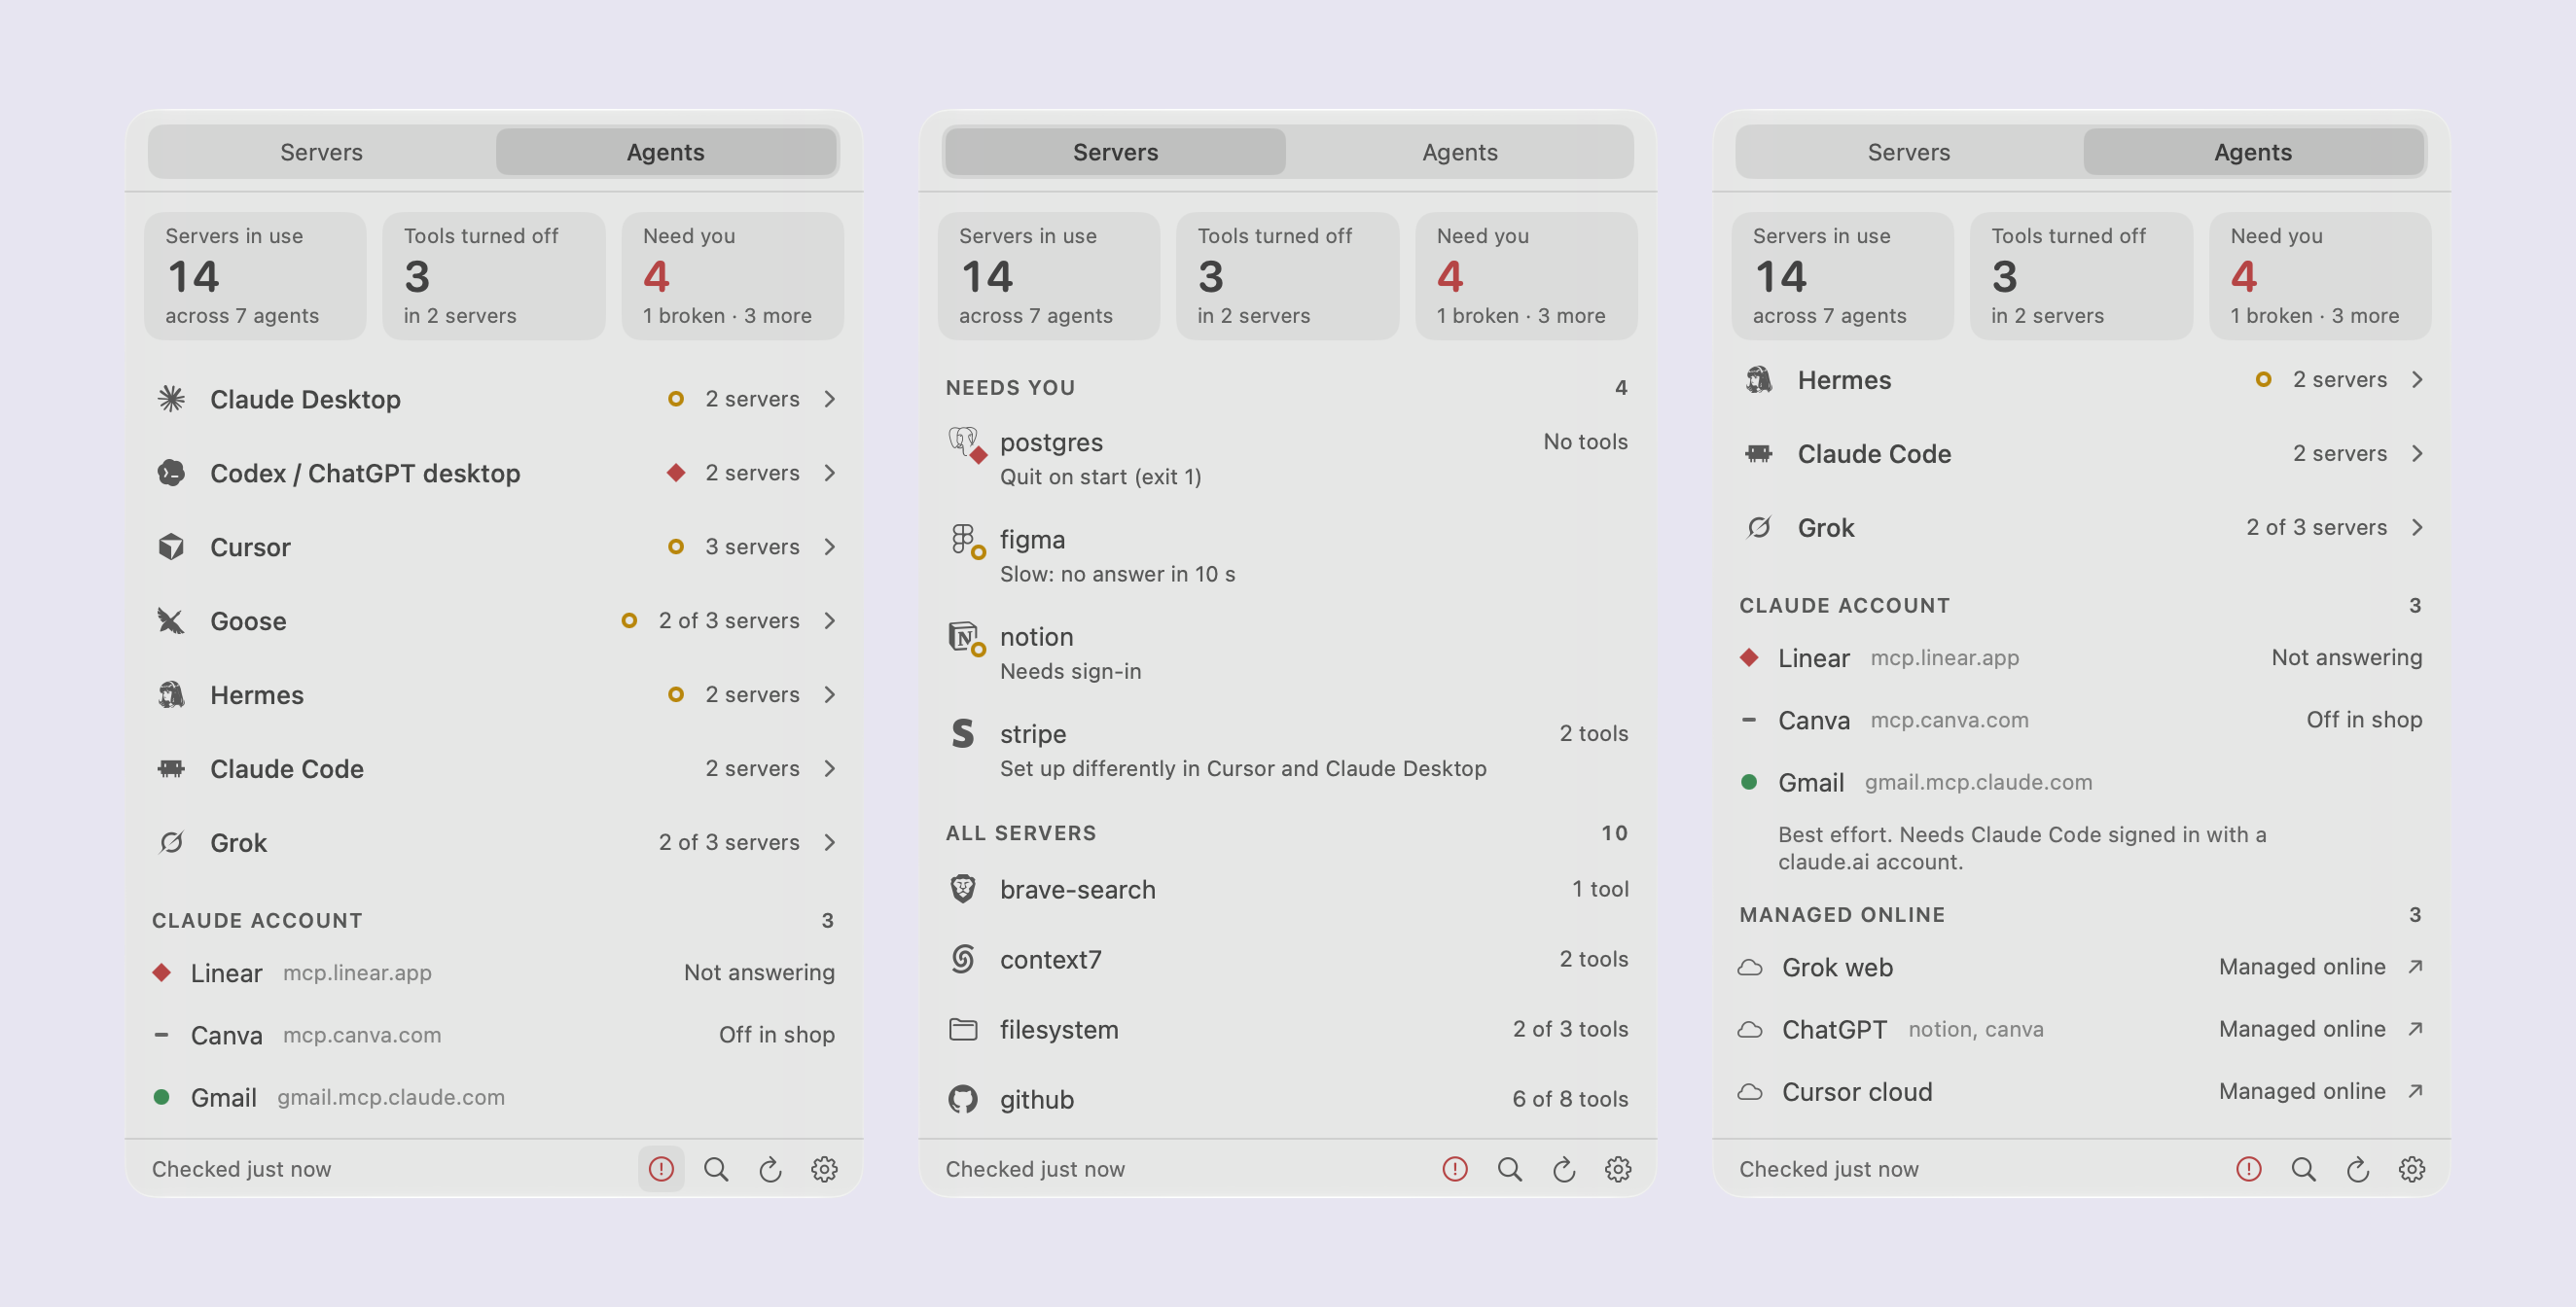 Servers Agents
Servers in use
14
across 7 agents
Tools turned off
3
in 2 servers
Need you
4
1 broken · 3 more
Claude Desktop 2 servers
Codex / ChatGPT desktop 2 servers
Cursor 3 servers
Goose 2 of 3 servers
Hermes 2 servers
Claude Code 2 servers
Grok 2 of 3 servers
CLAUDE ACCOUNT 3
Linear mcp.linear.app Not answering
Canva mcp.canva.com Off in shop
Gmail gmail.mcp.claude.com
Checked just now
Servers Agents
Servers in use
14
across 7 agents
Tools turned off
3
in 2 servers
Need you
4
1 broken · 3 more
NEEDS YOU 4
postgres No tools
Quit on start (exit 1)
figma
Slow: no answer in 10 s
notion
Needs sign-in
stripe 2 tools
Set up differently in Cursor and Claude Desktop
ALL SERVERS 10
brave-search 1 tool
context7 2 tools
filesystem 2 of 3 tools
github 6 of 8 tools
Checked just now
Servers Agents
Servers in use
14
across 7 agents
Tools turned off
3
in 2 servers
Need you
4
1 broken · 3 more
Hermes 2 servers
Claude Code 2 servers
Grok 2 of 3 servers
CLAUDE ACCOUNT 3
Linear mcp.linear.app Not answering
Canva mcp.canva.com Off in shop
Gmail gmail.mcp.claude.com
Best effort. Needs Claude Code signed in with a
claude.ai account.
MANAGED ONLINE 3
Grok web Managed online
ChatGPT notion, canva Managed online
Cursor cloud Managed online
Checked just now